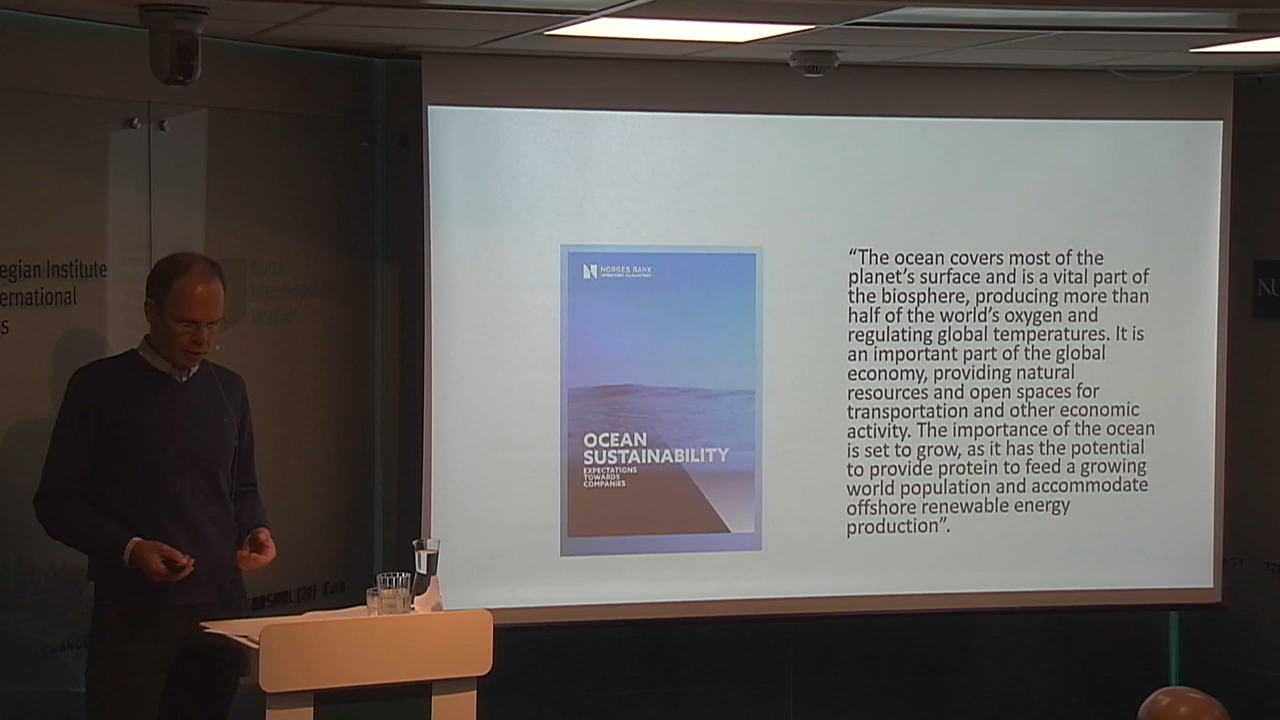 egian Institute
ernational
s
NORGES BANK
OCEAN
SUSTAINABILITY
EXPECTATIONS
TOWARDS
COMPANIES
“The ocean covers most of the
planet’s surface and is a vital part of
the biosphere, producing more than
half of the world’s oxygen and
regulating global temperatures. It is
an important part of the global
economy, providing natural
resources and open spaces for
transportation and other economic
activity. The importance of the ocean
is set to grow, as it has the potential
to provide protein to feed a growing
world population and accommodate
offshore renewable energy
production”.
NU